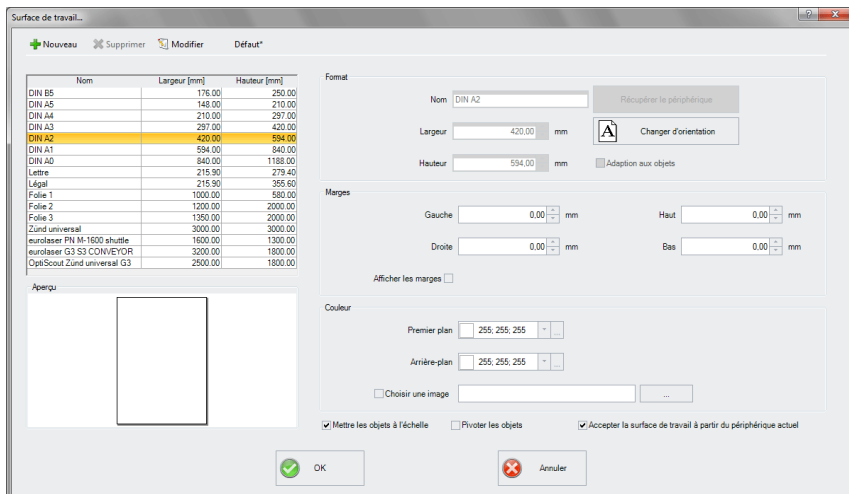 Surface de travail...
Nouveau Supprimer Modifier Défaut*
Nom Largeur [mm] Hauteur [mm]
DIN B5 176.00 250.00
DIN A5 148.00 210.00
DIN A4 210.00 297.00
DIN A3 297.00 420.00
DIN A2 420.00 594.00
DIN A1 594.00 840.00
DIN A0 840.00 1188.00
Lettre 215.90 279.40
Légal 215.90 355.60
Folie 1 1000.00 580.00
Folie 2 1200.00 2000.00
Folie 3 1350.00 2000.00
Zünd universal 3000.00 3000.00
eurolaser PN M-1600 shuttle 1600.00 1300.00
eurolaser G3 S3 CONVEYOR 3200.00 1800.00
OptiScout Zünd universal G3 2500.00 1800.00
Aperçu
Format
Nom DIN A2 Récupérer le périphérique
Largeur 420,00 mm A Changer d'orientation
Hauteur 594,00 mm Adaption aux objets
Marges
Gauche 0,00 mm Haut 0,00 mm
Droite 0,00 mm Bas 0,00 mm
Afficher les marges
Couleur
Premier plan 255; 255; 255 ...
Arrière-plan 255; 255; 255 ...
Choisir une image ...
Mettre les objets à l'échelle Pivoter les objets Accepter la surface de travail à partir du périphérique actuel
OK Annuler